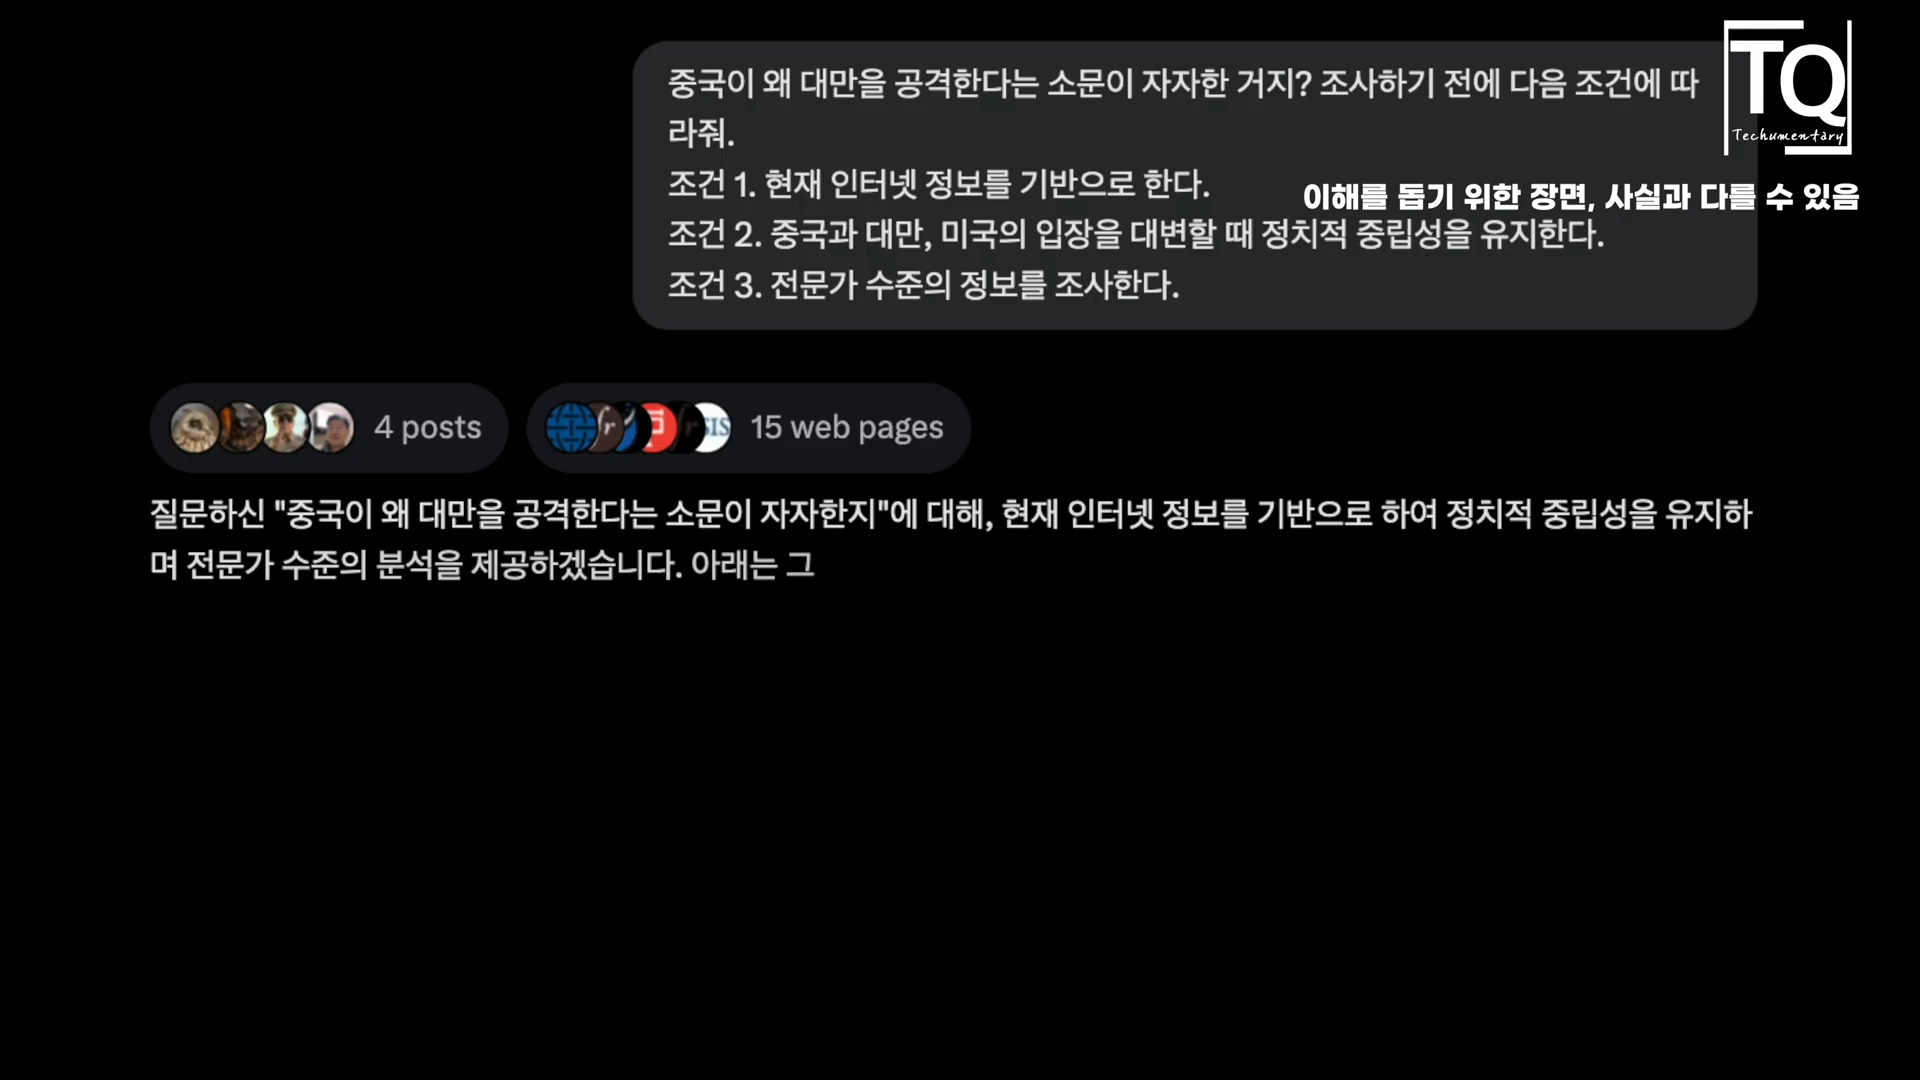 중국이 왜 대만을 공격한다는 소문이 자자한 거지? 조사하기 전에 다음 조건에 따
라줘.
조건 1. 현재 인터넷 정보를 기반으로 한다.
조건 2. 중국과 대만, 미국의 입장을 대변할 때 정치적 중립성을 유지한다.
조건 3. 전문가 수준의 정보를 조사한다.
TQ
Techumentary
이해를 돕기 위한 장면, 사실과 다를 수 있음
4 posts
15 web pages
질문하신 "중국이 왜 대만을 공격한다는 소문이 자자한지"에 대해, 현재 인터넷 정보를 기반으로 하여 정치적 중립성을 유지하
며 전문가 수준의 분석을 제공하겠습니다. 아래는 그